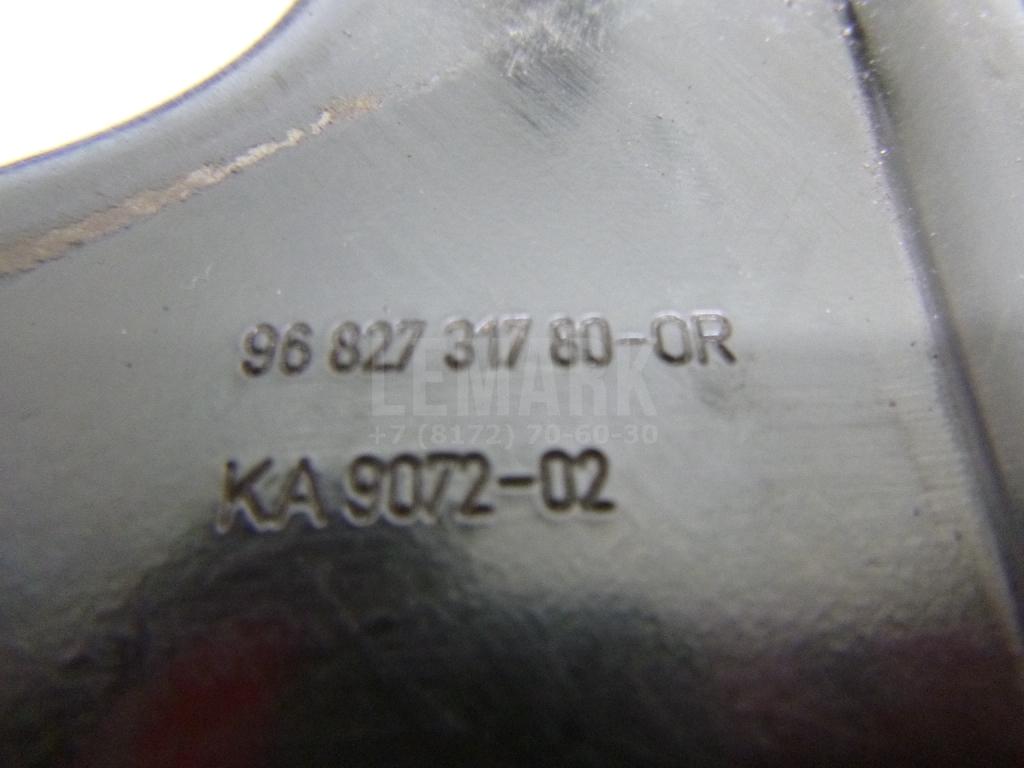 96 827 317 80-OR
LEMARK
+7 (8172) 70-60-30
KA 9072-02